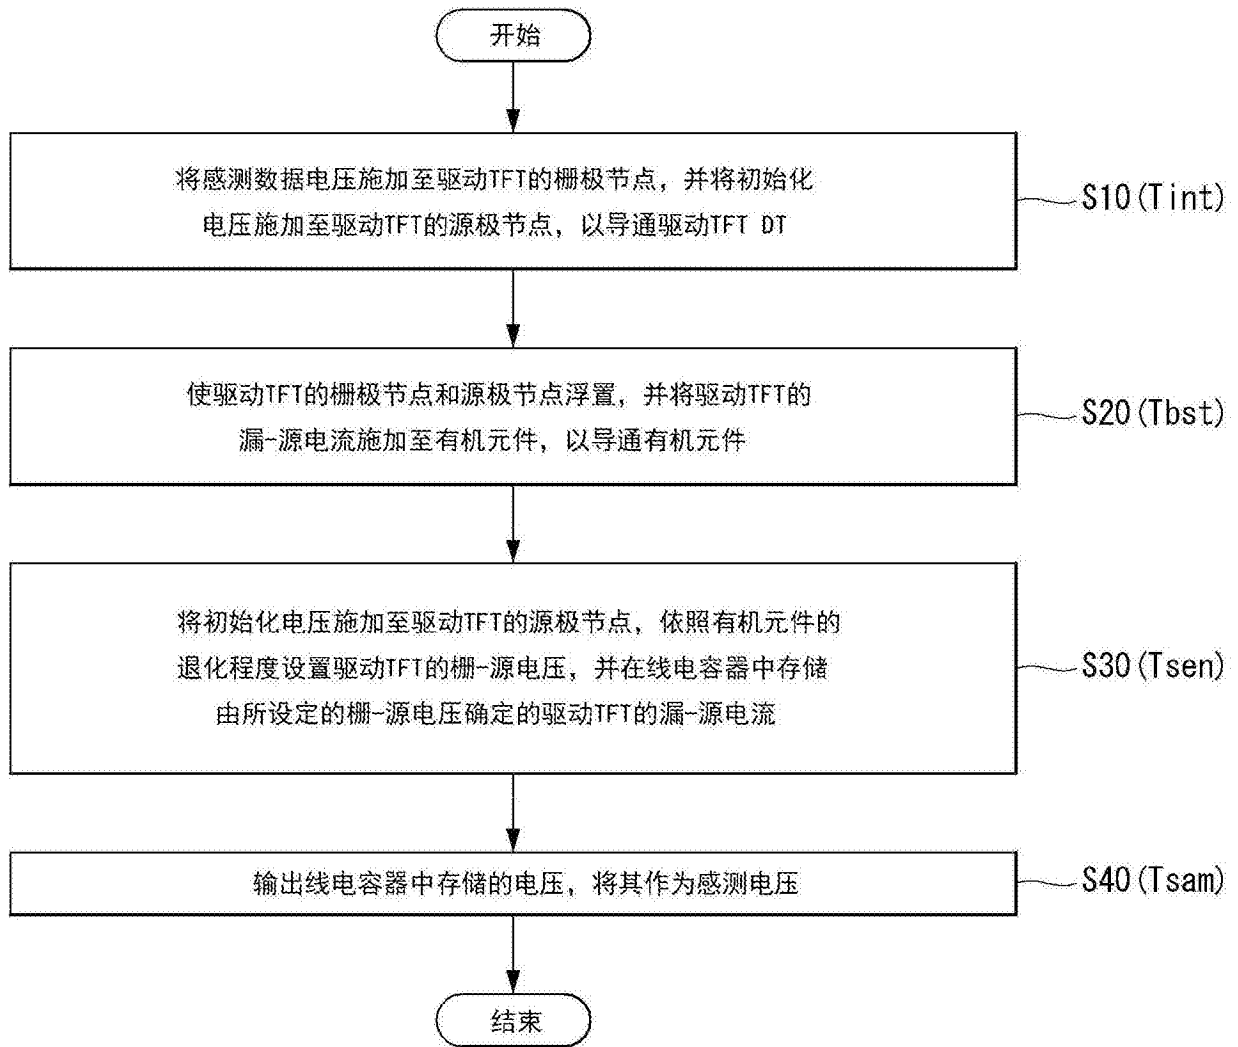 开始
将感测数据电压施加至驱动TFT的栅极节点，并将初始化
电压施加至驱动TFT的源极节点，以导通驱动TFT DT
S10(Tint)
使驱动TFT的栅极节点和源极节点浮置，并将驱动TFT的
漏-源电流施加至有机元件，以导通有机元件
S20(Tbst)
将初始化电压施加至驱动TFT的源极节点，依照有机元件的
退化程度设置驱动TFT的栅-源电压，并在线电容器中存储
由所设定的栅-源电压确定的驱动TFT的漏-源电流
S30(Tsen)
输出线电容器中存储的电压，将其作为感测电压
S40(Tsam)
结束